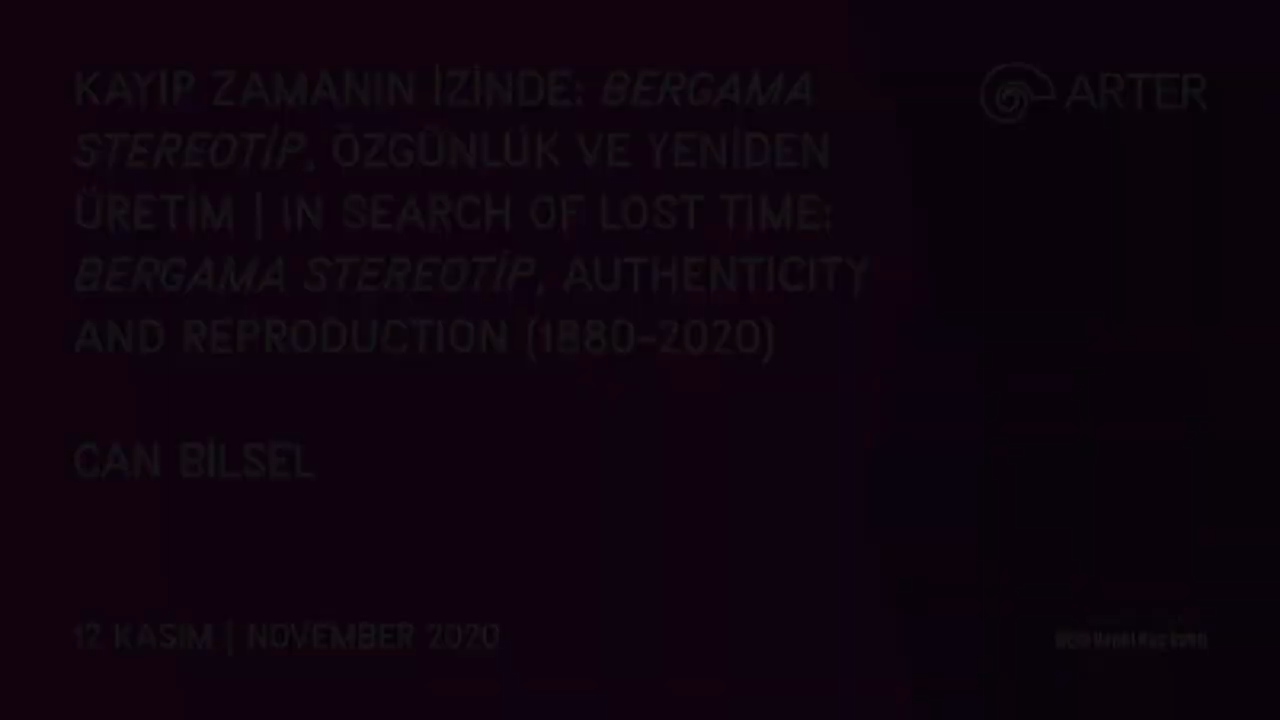 KAYIP ZAMANIN İZİNDE: BERGAMA
STEREOTİP, ÖZGÜNLÜK VE YENİDEN
ÜRETİM | IN SEARCH OF LOST TIME:
BERGAMA STEREOTİP, AUTHENTICITY
AND REPRODUCTION (1880–2020)
ARTER
CAN BİLSEL
12 KASIM | NOVEMBER 2020